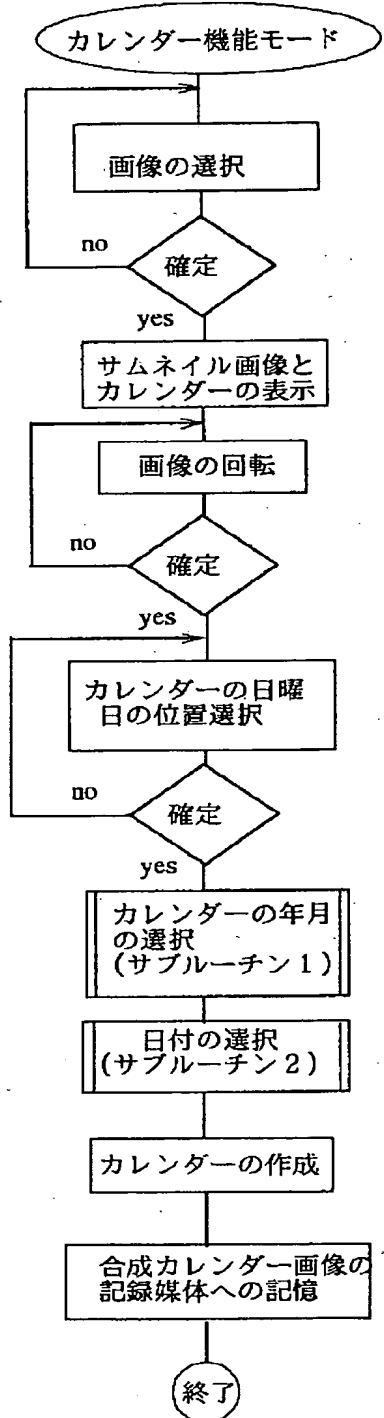 カレンダー機能モード
画像の選択
no
確定
yes
サムネイル画像と
カレンダーの表示
画像の回転
no
確定
yes
カレンダーの日曜
日の位置選択
no
確定
yes
カレンダーの年月
の選択
(サブルーチン1)
日付の選択
(サブルーチン2)
カレンダーの作成
合成カレンダー画像の
記録媒体への記憶
終了